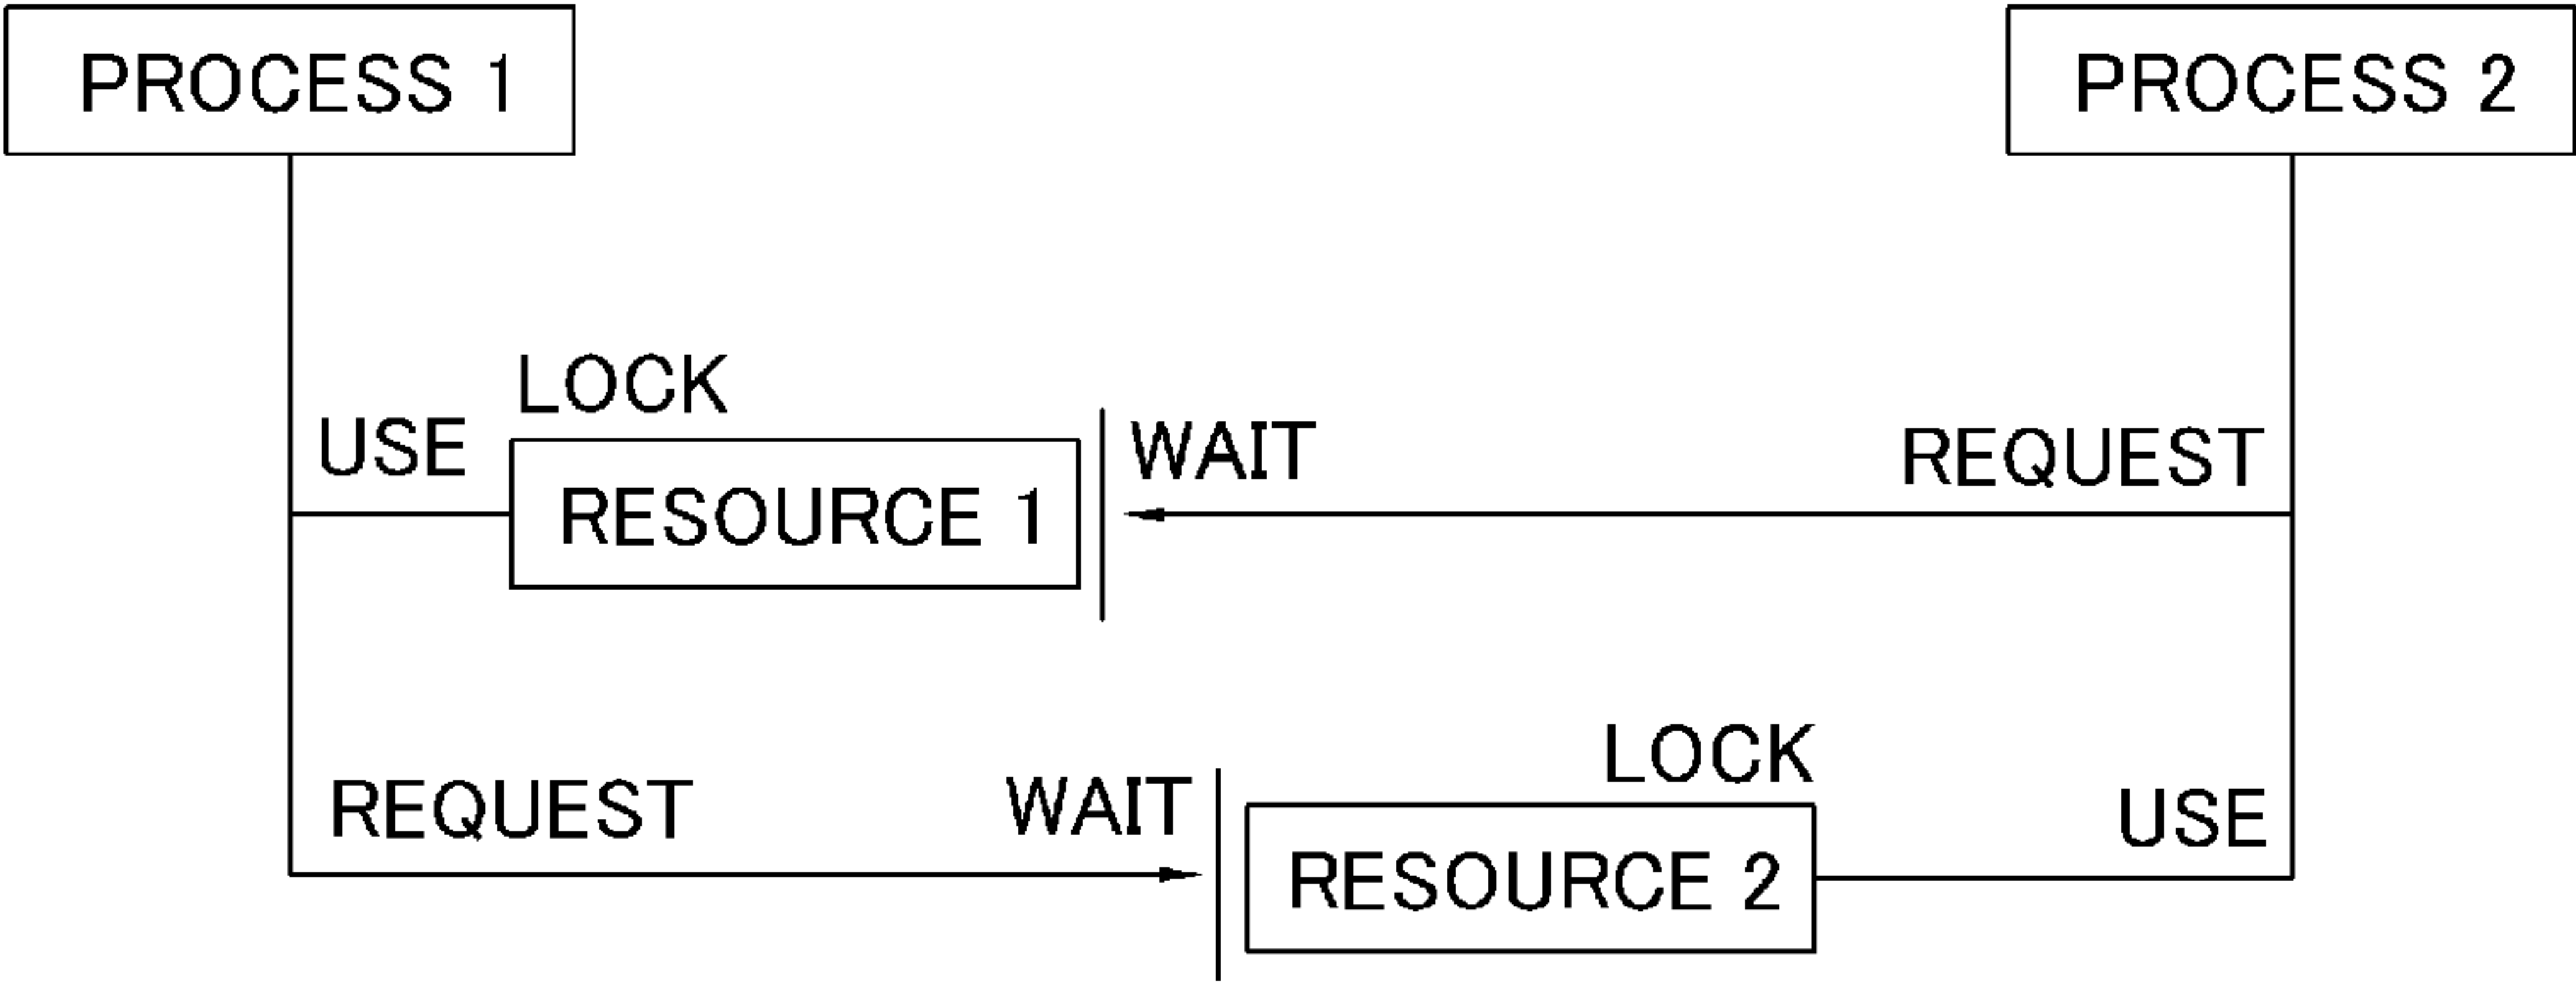 PROCESS 1
PROCESS 2
LOCK
USE
WAIT
REQUEST
RESOURCE 1
LOCK
REQUEST
WAIT
USE
RESOURCE 2